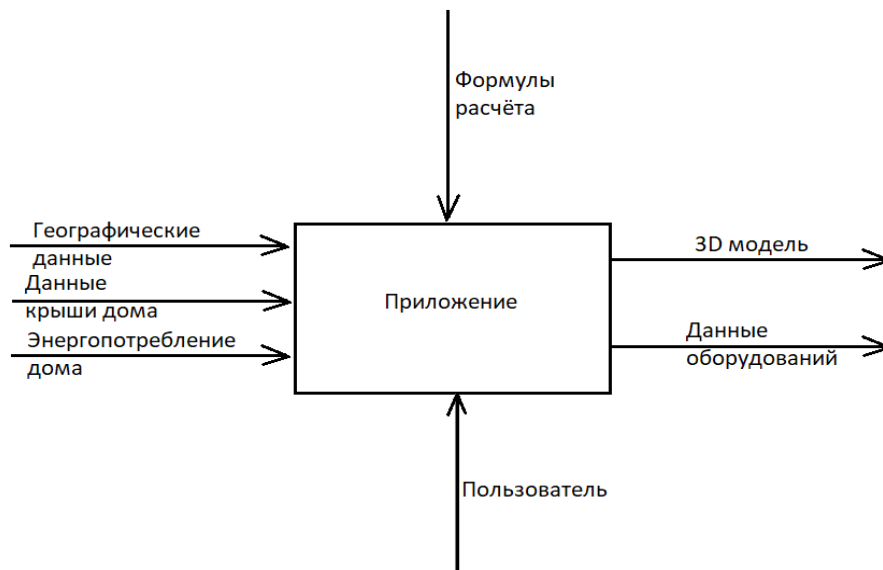 Формулы
расчёта
Географические
данные
Данные
крыши дома
Энергопотребление
дома
Приложение
3D модель
Данные
оборудований
Пользователь